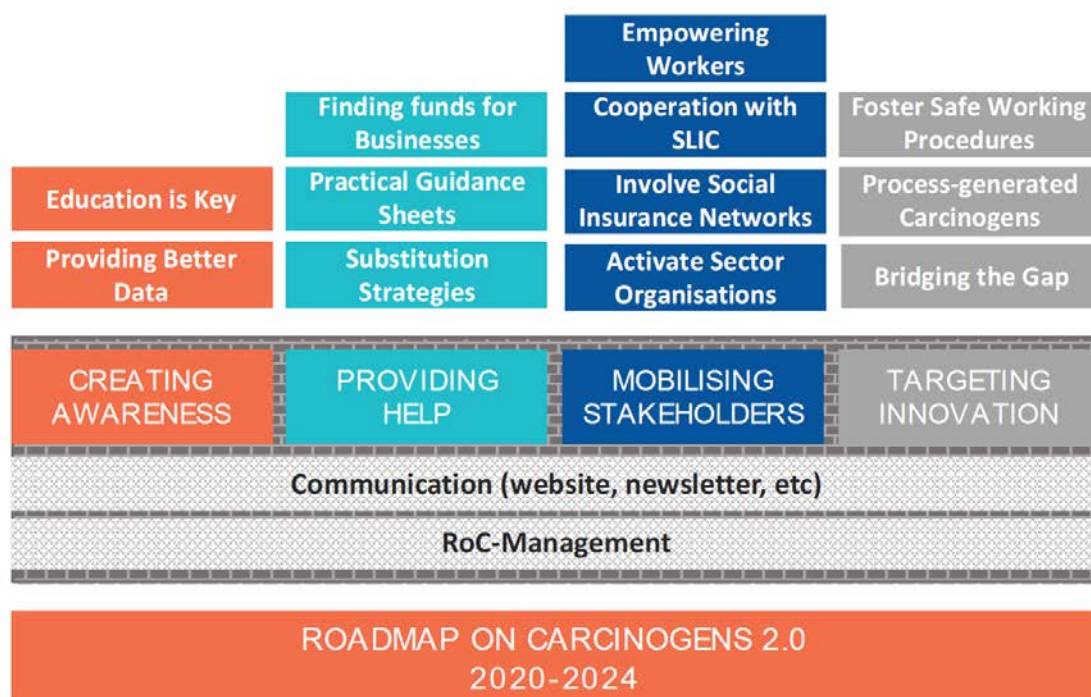 Empowering
Workers
Finding funds for
Businesses
Cooperation with
SLIC
Foster Safe Working
Procedures
Education is Key
Practical Guidance
Sheets
Involve Social
Insurance Networks
Process-generated
Carcinogens
Providing Better
Data
Substitution
Strategies
Activate Sector
Organisations
Bridging the Gap
CREATING
AWARENESS
PROVIDING
HELP
MOBILISING
STAKEHOLDERS
TARGETING
INNOVATION
Communication (website, newsletter, etc)
RoC-Management
ROADMAP ON CARCINOGENS 2.0
2020-2024